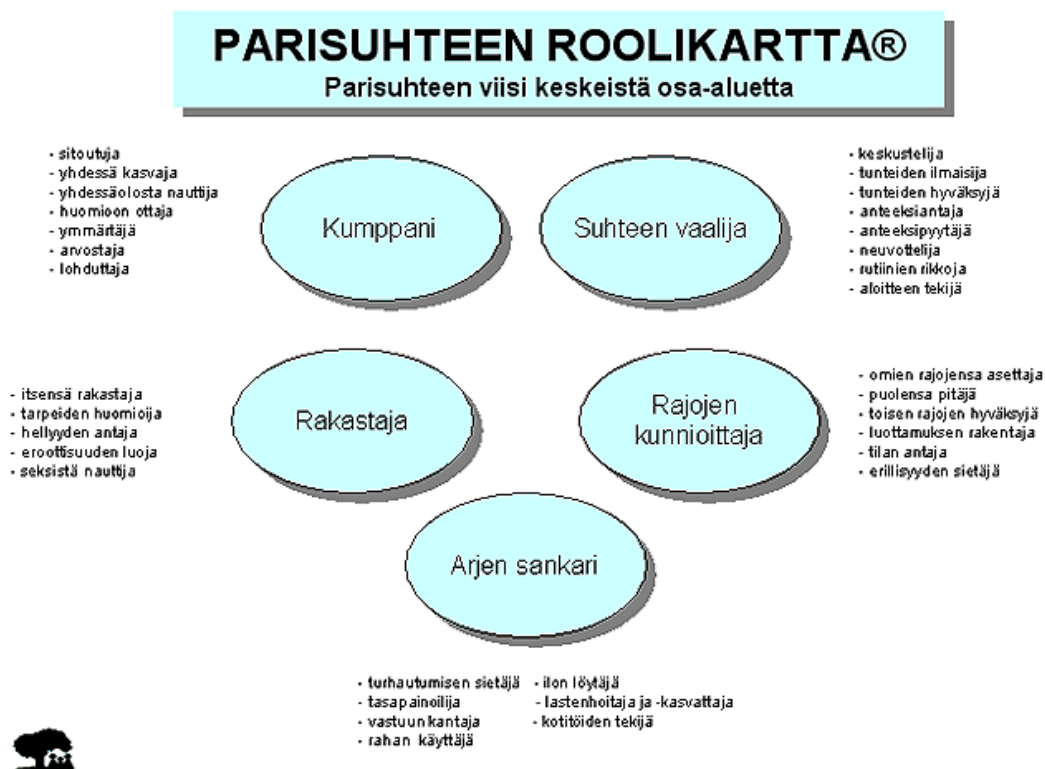 PARISUHTEEN ROOLIKARTTA®
Parisuhteen viisi keskeistä osa-aluetta
- sitoutuja
- yhdessä kasvaja
- yhdessäolosta nauttija
- huomioon ottaja
- ymmärtäjä
- arvostaja
- lohduttaja
Kumppani
Suhteen vaalija
- keskustelija
- tunteiden ilmaisija
- tunteiden hyväksyjä
- anteeksiantaja
- anteeksipyytäjä
- neuvottelija
- rutiinien rikkoja
- aloitteen tekijä
- itsensä rakastaja
- tarpeiden huomioija
- hellyyden antaja
- eroottisuuden luoja
- seksistä nauttija
Rakastaja
Rajojen
kunnioittaja
- omien rajojensa asettaja
- puolensa pitäjä
- toisen rajojen hyväksyjä
- luottamuksen rakentaja
- tilan antaja
- erillisyyden sietäjä
Arjen sankari
- turhautumisen sietäjä
- tasapainoilija
- vastuun kantaja
- rahan käyttäjä
- ilon löytäjä
- lastenhoitaja ja -kasvattaja
- kotitöiden tekijä